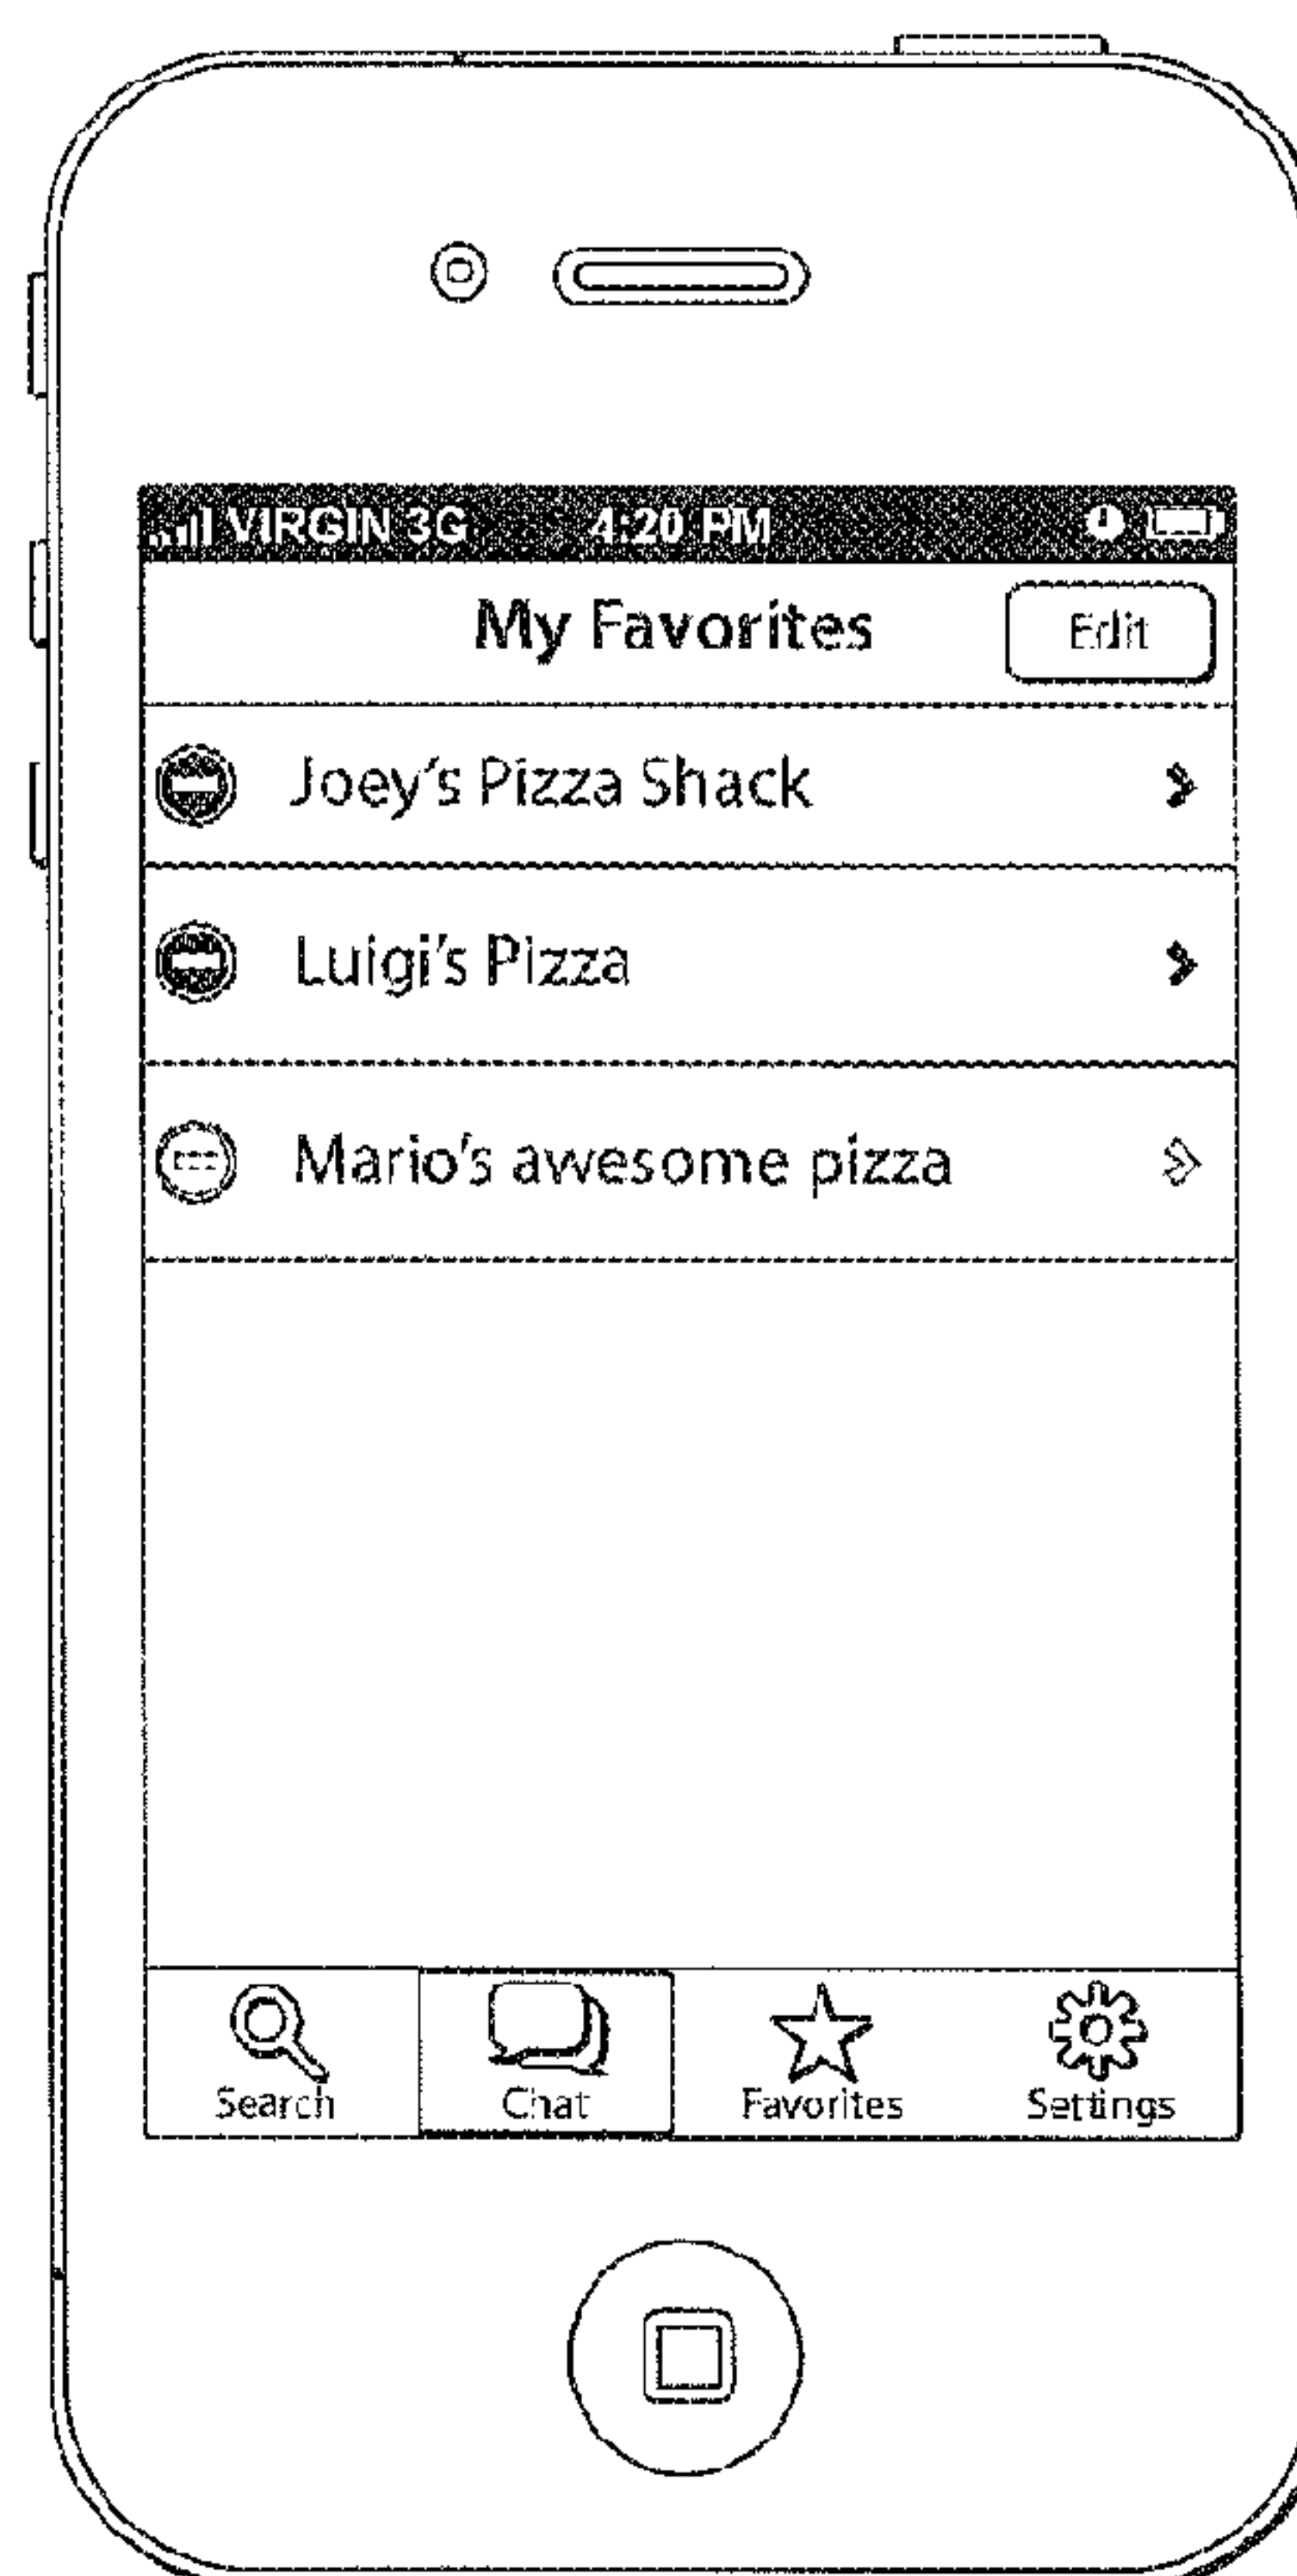 VIRGIN 3G 4:20 PM
My Favorites Edit
Joey's Pizza Shack
Luigi's Pizza
Mario's awesome pizza
Search Chat Favorites Settings